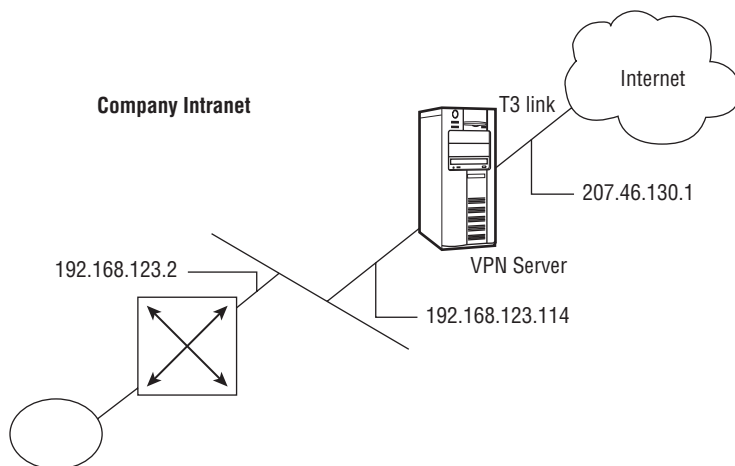 Internet
T3 link
Company Intranet
207.46.130.1
VPN Server
192.168.123.2
192.168.123.114